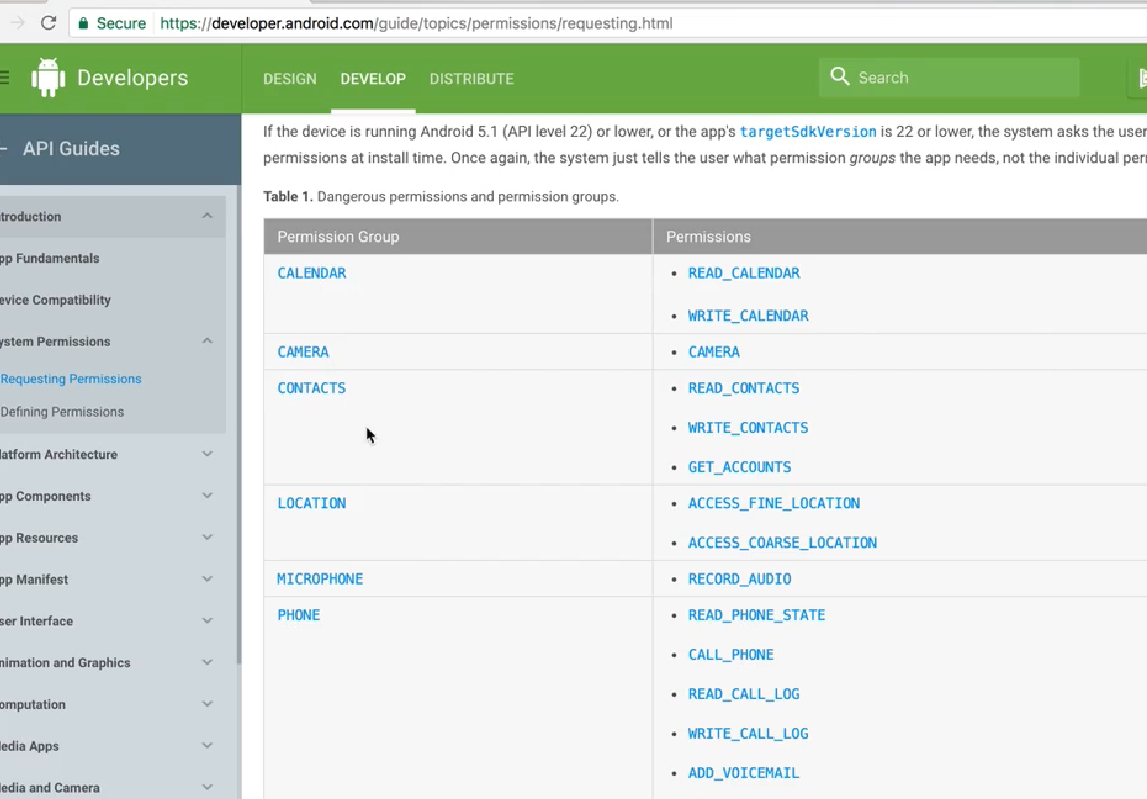 Secure https://developer.android.com/guide/topics/permissions/requesting.html
Developers DESIGN DEVELOP DISTRIBUTE Search
API Guides
ntroduction
pp Fundamentals
evice Compatibility
ystem Permissions
Requesting Permissions
Defining Permissions
latform Architecture
pp Components
pp Resources
pp Manifest
ser Interface
nimation and Graphics
omputation
edia Apps
edia and Camera
If the device is running Android 5.1 (API level 22) or lower, or the app's targetSdkVersion is 22 or lower, the system asks the user
permissions at install time. Once again, the system just tells the user what permission groups the app needs, not the individual per
Table 1. Dangerous permissions and permission groups.
Permission Group Permissions
CALENDAR • READ_CALENDAR
• WRITE_CALENDAR
CAMERA • CAMERA
CONTACTS • READ_CONTACTS
• WRITE_CONTACTS
• GET_ACCOUNTS
LOCATION • ACCESS_FINE_LOCATION
• ACCESS_COARSE_LOCATION
MICROPHONE • RECORD_AUDIO
PHONE • READ_PHONE_STATE
• CALL_PHONE
• READ_CALL_LOG
• WRITE_CALL_LOG
• ADD_VOICEMAIL